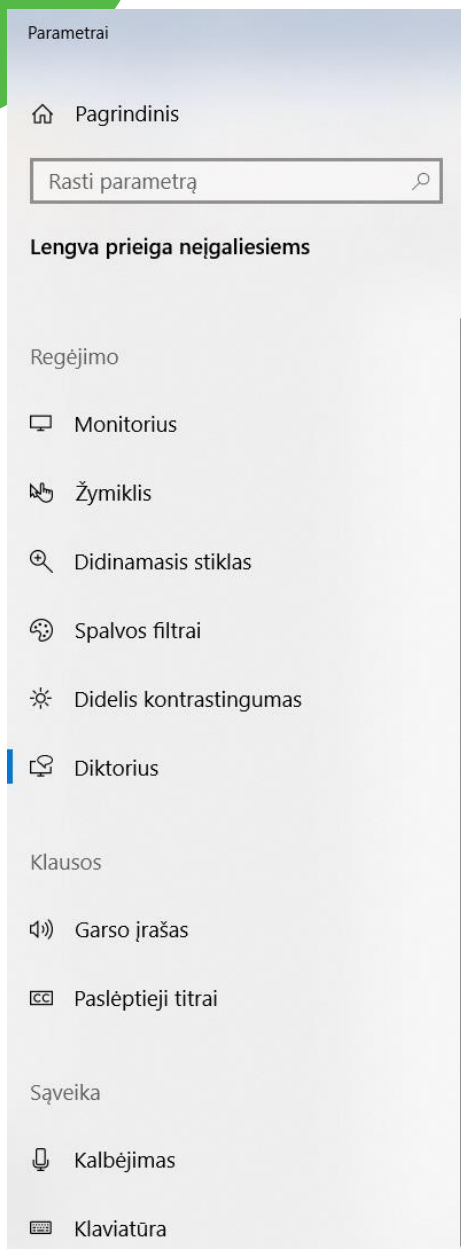 Parametrai
Pagrindinis
Rasti parametrą
Lengva prieiga neįgaliesiems
Regėjimo
Monitorius
Žymiklis
Didinamasis stiklas
Spalvos filtrai
Didelis kontrastingumas
Diktorius
Klausos
Garso įrašas
CC Paslėptieji titrai
Sąveika
Kalbėjimas
Klaviatūra